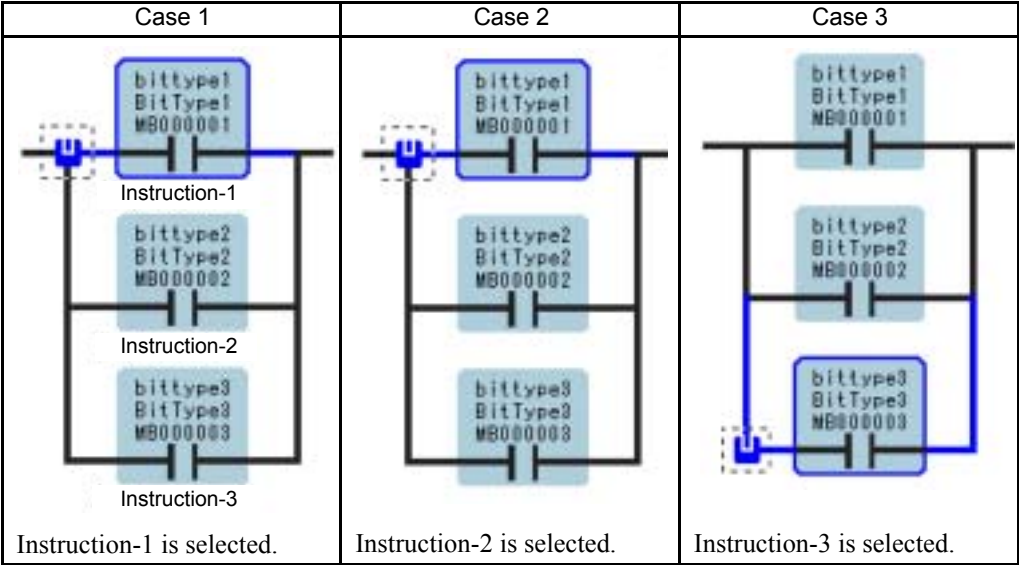 Case 1
Case 2
Case 3
bittype1
BitType1
MB000001
Instruction-1
bittype2
BitType2
MB000002
Instruction-2
bittype3
BitType3
MB000003
Instruction-3
bittype1
BitType1
MB000001
bittype2
BitType2
MB000002
bittype3
BitType3
MB000003
bittype1
BitType1
MB000001
bittype2
BitType2
MB000002
bittype3
BitType3
MB000003
Instruction-1 is selected.
Instruction-2 is selected.
Instruction-3 is selected.